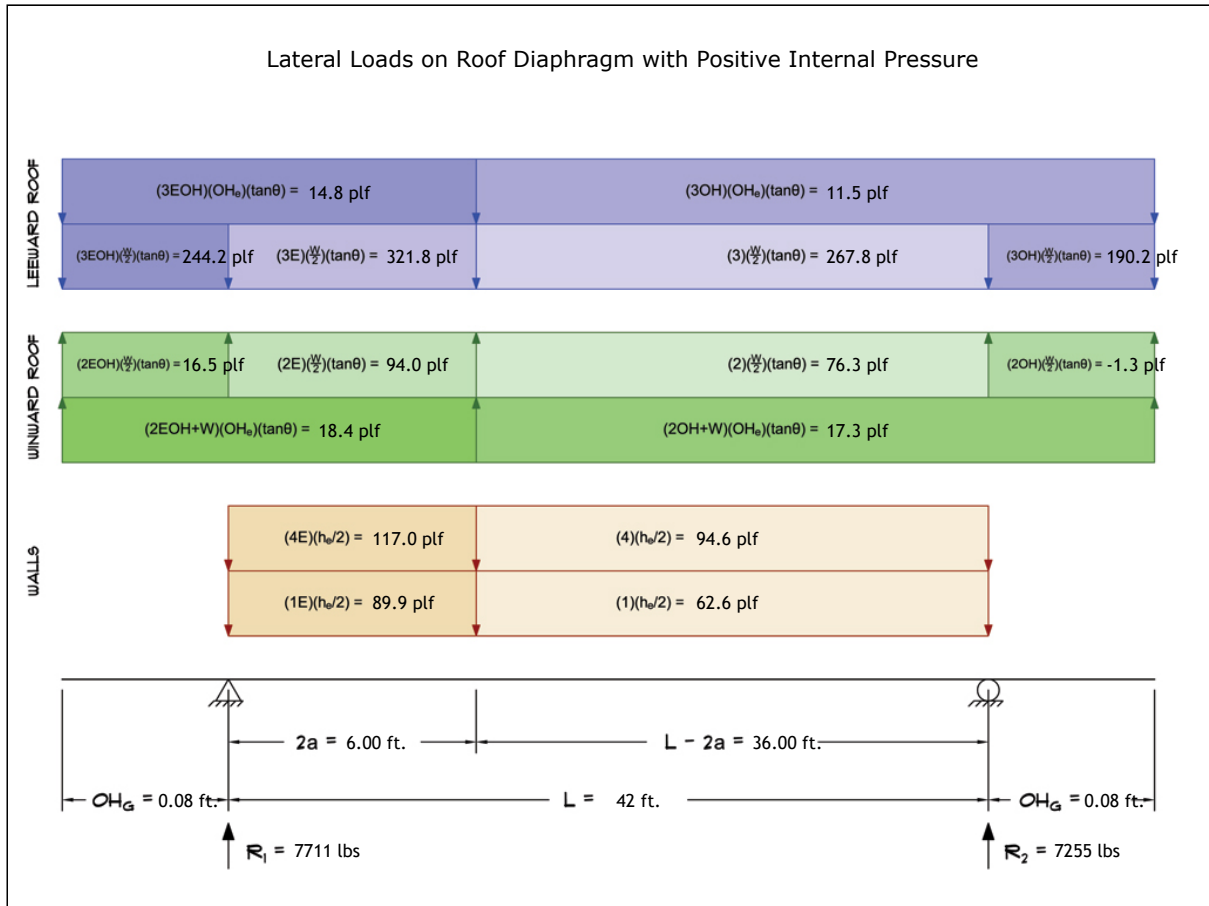 Lateral Loads on Roof Diaphragm with Positive Internal Pressure
LEEWARD ROOF
(3EOH)(OHₑ)(tanθ) = 14.8 plf
(3OH)(OHₑ)(tanθ) = 11.5 plf
(3EOH)(W/2)(tanθ) = 244.2 plf
(3E)(W/2)(tanθ) = 321.8 plf
(3)(W/2)(tanθ) = 267.8 plf
(3OH)(W/2)(tanθ) = 190.2 plf
WINWARD ROOF
(2EOH)(W/2)(tanθ) = 16.5 plf
(2E)(W/2)(tanθ) = 94.0 plf
(2)(W/2)(tanθ) = 76.3 plf
(2OH)(W/2)(tanθ) = -1.3 plf
(2EOH+W)(OHₑ)(tanθ) = 18.4 plf
(2OH+W)(OHₑ)(tanθ) = 17.3 plf
WALLS
(4E)(hₑ/2) = 117.0 plf
(4)(hₑ/2) = 94.6 plf
(1E)(hₑ/2) = 89.9 plf
(1)(hₑ/2) = 62.6 plf
2a = 6.00 ft.
L - 2a = 36.00 ft.
OH_G = 0.08 ft.
L = 42 ft.
OH_G = 0.08 ft.
R₁ = 7711 lbs
R₂ = 7255 lbs